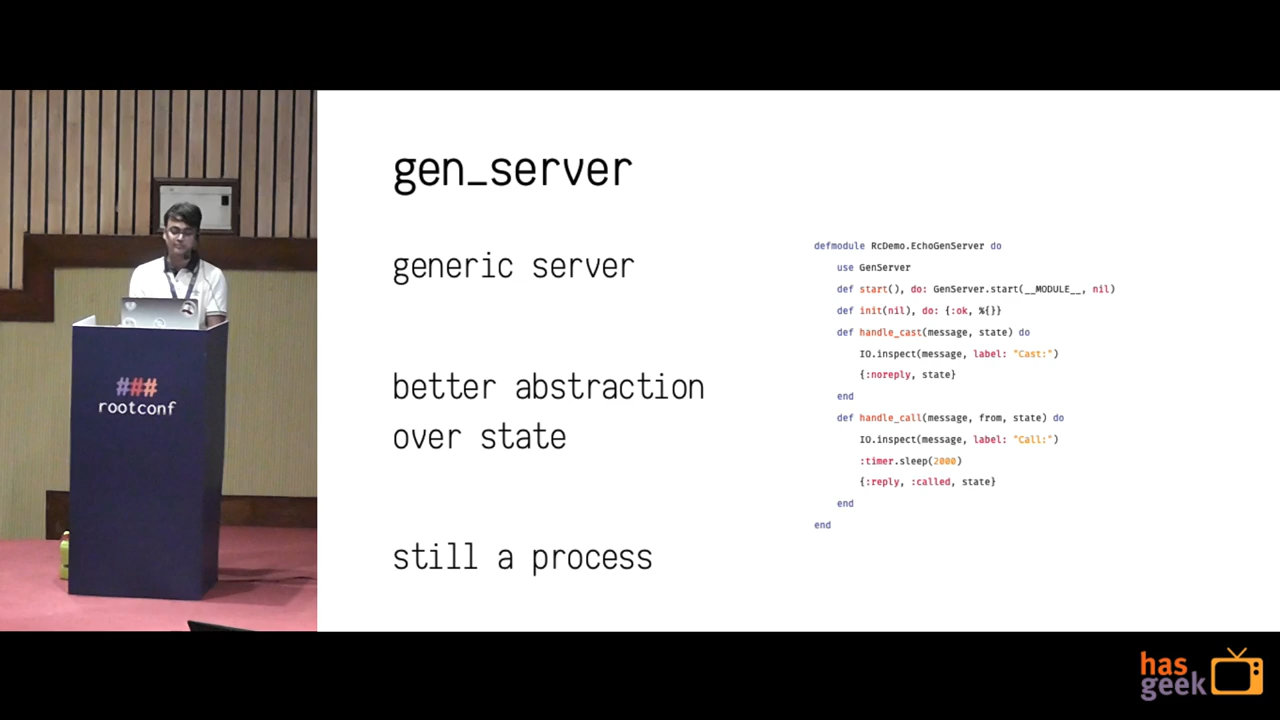 gen_server
generic server
better abstraction
over state
still a process
defmodule RcDemo.EchoGenServer do
use GenServer
def start(), do: GenServer.start(__MODULE__, nil)
def init(nil), do: {:ok, %{}}
def handle_cast(message, state) do
IO.inspect(message, label: "Cast:")
{:noreply, state}
end
def handle_call(message, from, state) do
IO.inspect(message, label: "Call:")
:timer.sleep(2000)
{:reply, :called, state}
end
end
###
rootconf
has
geek